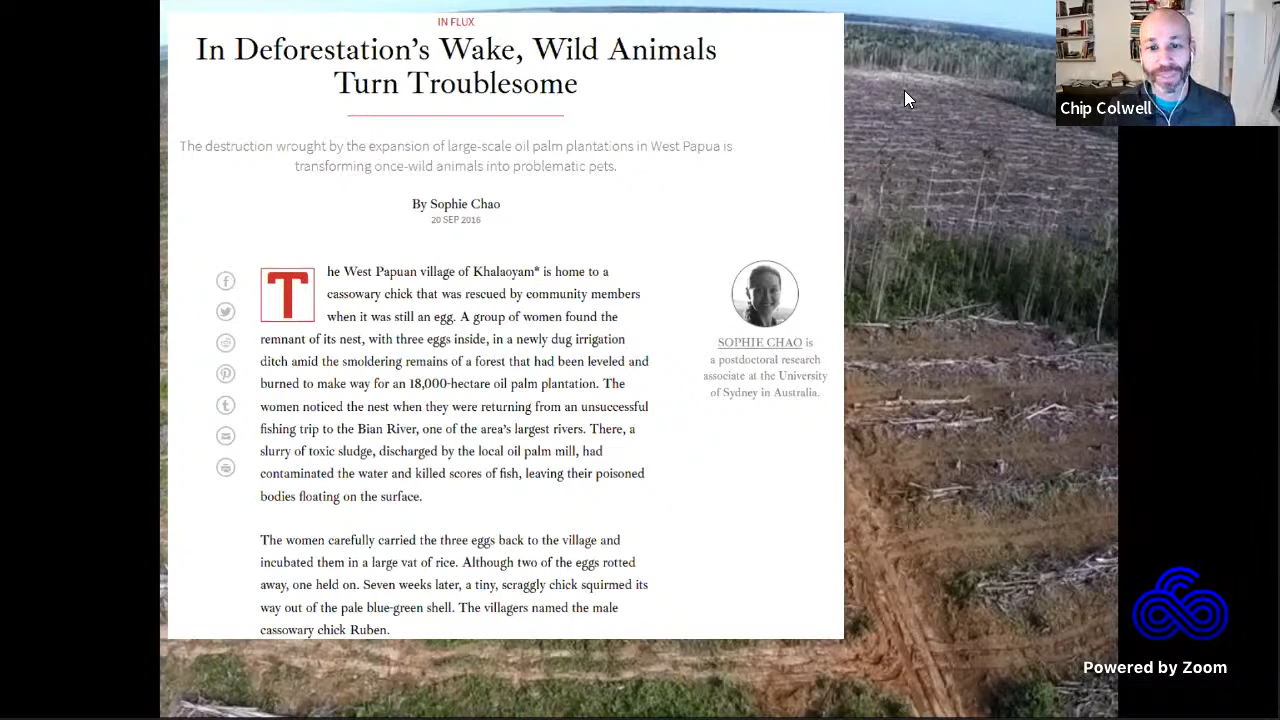 IN FLUX
In Deforestation's Wake, Wild Animals
Turn Troublesome
The destruction wrought by the expansion of large-scale oil palm plantations in West Papua is
transforming once-wild animals into problematic pets.
By Sophie Chao
20 SEP 2016
The West Papuan village of Khalaoyam* is home to a
cassowary chick that was rescued by community members
when it was still an egg. A group of women found the
remnant of its nest, with three eggs inside, in a newly dug irrigation
ditch amid the smoldering remains of a forest that had been leveled and
burned to make way for an 18,000-hectare oil palm plantation. The
women noticed the nest when they were returning from an unsuccessful
fishing trip to the Bian River, one of the area's largest rivers. There, a
slurry of toxic sludge, discharged by the local oil palm mill, had
contaminated the water and killed scores of fish, leaving their poisoned
bodies floating on the surface.
The women carefully carried the three eggs back to the village and
incubated them in a large vat of rice. Although two of the eggs rotted
away, one held on. Seven weeks later, a tiny, scraggly chick squirmed its
way out of the pale blue-green shell. The villagers named the male
cassowary chick Ruben.
SOPHIE CHAO is
a postdoctoral research
associate at the University
of Sydney in Australia.
Chip Colwell
Powered by Zoom